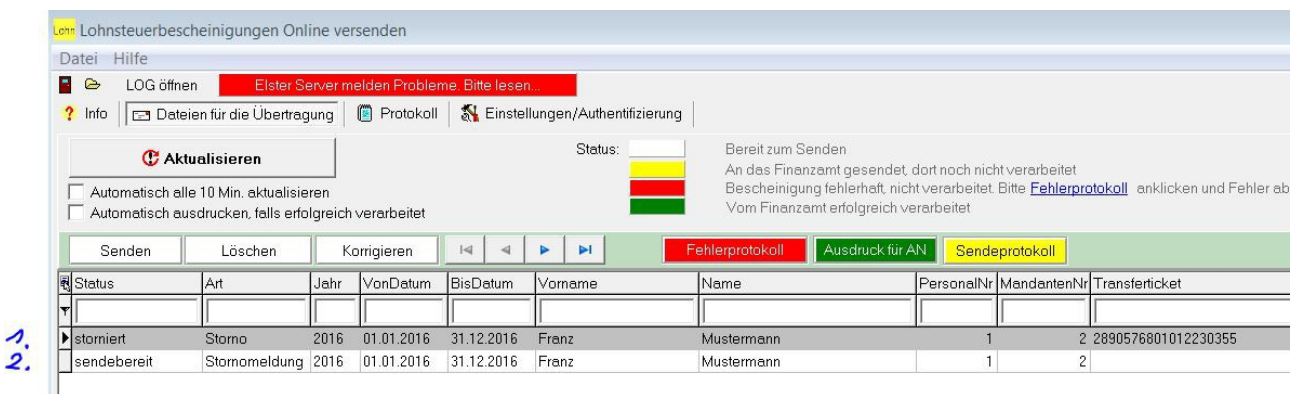 Lohn Lohnsteuerbescheinigungen Online versenden
Datei Hilfe
LOG öffnen Elster Server melden Probleme. Bitte lesen...
? Info Dateien für die Übertragung Protokoll Einstellungen/Authentifizierung
Aktualisieren Status: Bereit zum Senden
An das Finanzamt gesendet, dort noch nicht verarbeitet
Automatisch alle 10 Min. aktualisieren Bescheinigung fehlerhaft, nicht verarbeitet. Bitte Fehlerprotokoll anklicken und Fehler ab
Automatisch ausdrucken, falls erfolgreich verarbeitet Vom Finanzamt erfolgreich verarbeitet
Senden Löschen Korrigieren Fehlerprotokoll Ausdruck für AN Sendeprotokoll
Status Art Jahr VonDatum BisDatum Vorname Name PersonalNr MandantenNr Transferticket
1. storniert Storno 2016 01.01.2016 31.12.2016 Franz Mustermann 1 2 2890576801012230355
2. sendebereit Stornomeldung 2016 01.01.2016 31.12.2016 Franz Mustermann 1 2